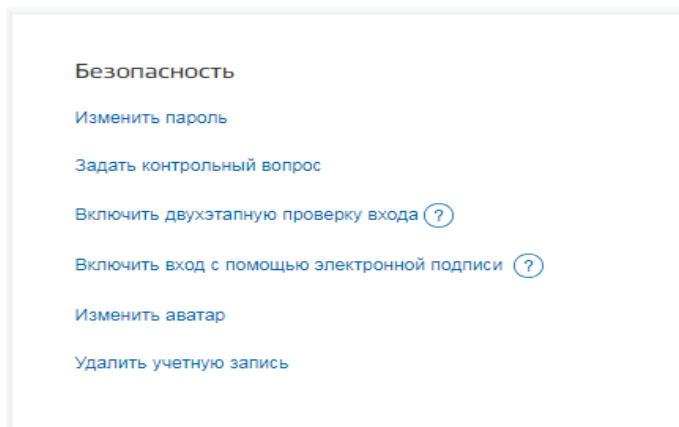 Безопасность
Изменить пароль
Задать контрольный вопрос
Включить двухэтапную проверку входа ?
Включить вход с помощью электронной подписи ?
Изменить аватар
Удалить учетную запись